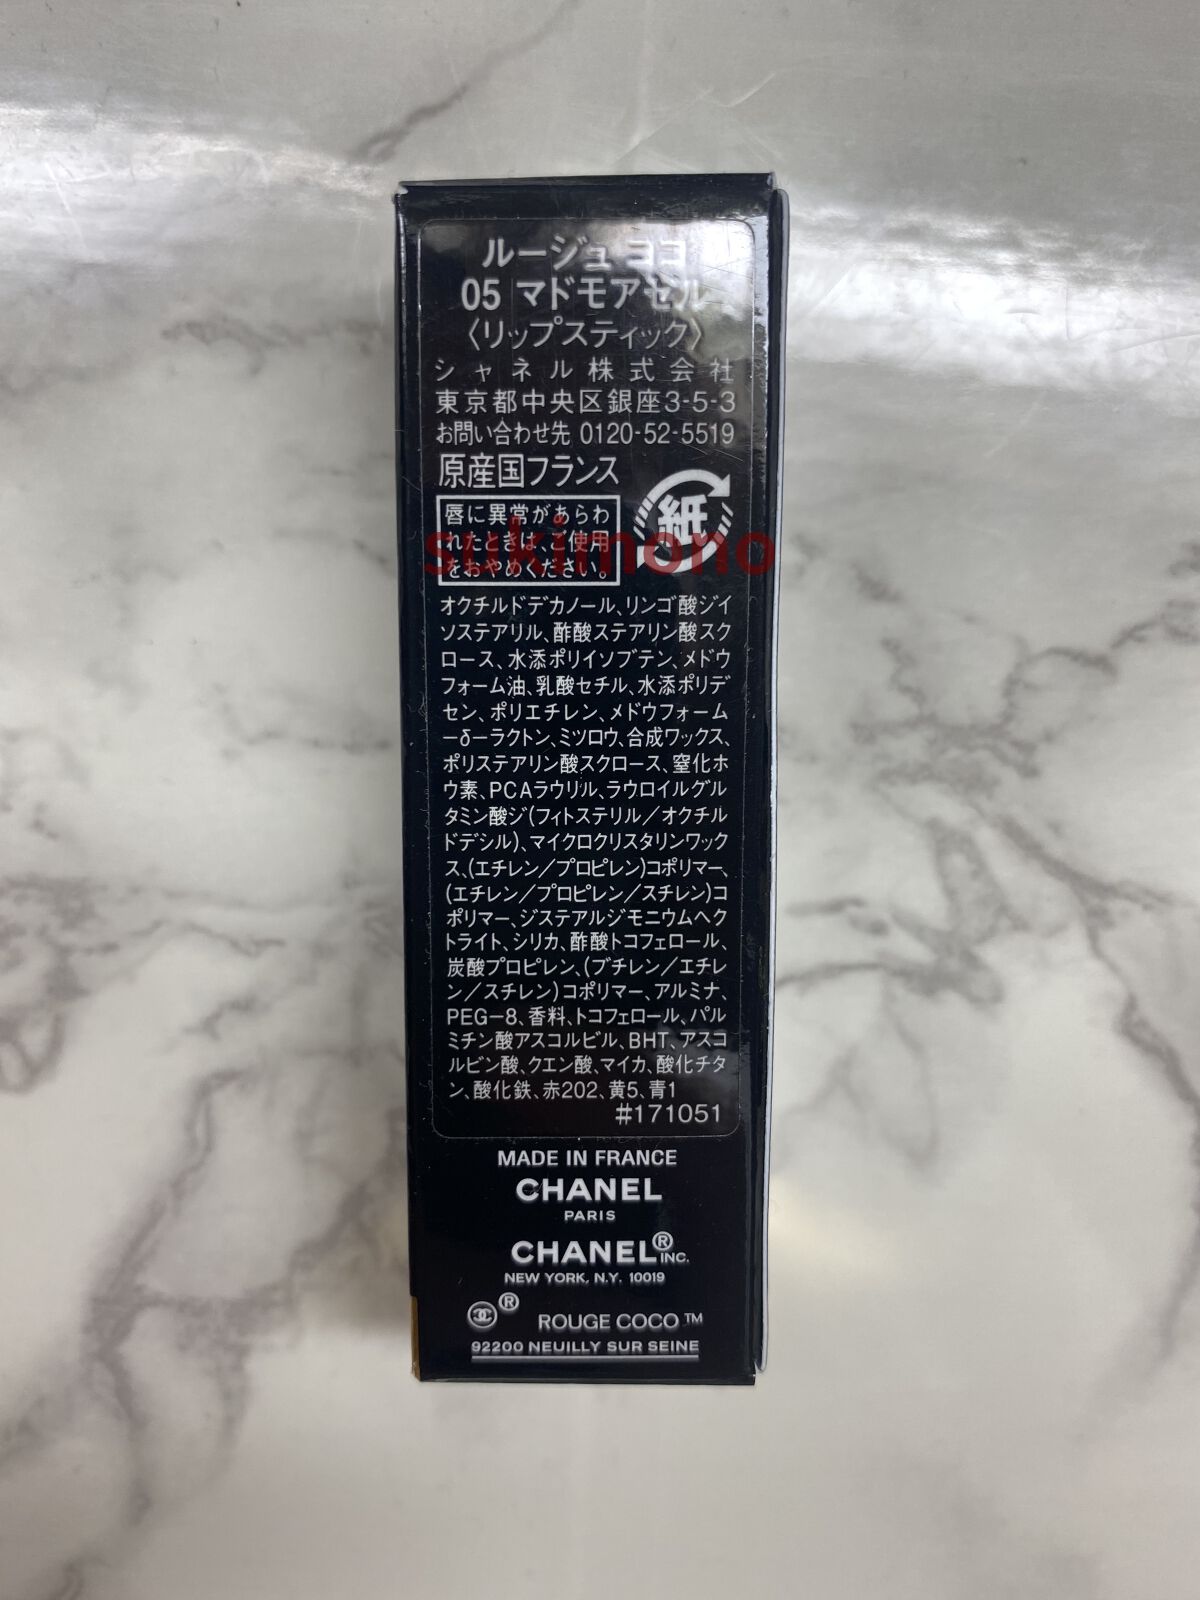 ルージュ ココ
05 マドモアゼル
〈リップスティック〉
シャネル株式会社
東京都中央区銀座3-5-3
お問い合わせ先 0120-52-5519
原産国フランス
唇に異常があらわ
れたときは、ご使用
をおやめください。
紙
sukimono
オクチルドデカノール、リンゴ酸ジイ
ソステアリル、酢酸ステアリン酸スク
ロース、水添ポリイソブテン、メドウ
フォーム油、乳酸セチル、水添ポリデ
セン、ポリエチレン、メドウフォーム
ーδーラクトン、ミツロウ、合成ワックス、
ポリステアリン酸スクロース、窒化ホ
ウ素、PCAラウリル、ラウロイルグル
タミン酸ジ(フィトステリル／オクチル
ドデシル)、マイクロクリスタリンワック
ス、(エチレン／プロピレン)コポリマー、
(エチレン／プロピレン／スチレン)コ
ポリマー、ジステアルジモニウムヘク
トライト、シリカ、酢酸トコフェロール、
炭酸プロピレン、(ブチレン／エチレ
ン／スチレン)コポリマー、アルミナ、
PEG－8、香料、トコフェロール、パル
ミチン酸アスコルビル、BHT、アスコ
ルビン酸、クエン酸、マイカ、酸化チタ
ン、酸化鉄、赤202、黄5、青1
#171051
MADE IN FRANCE
CHANEL
PARIS
CHANEL® INC.
NEW YORK, N.Y. 10019
® ROUGE COCO™
92200 NEUILLY SUR SEINE